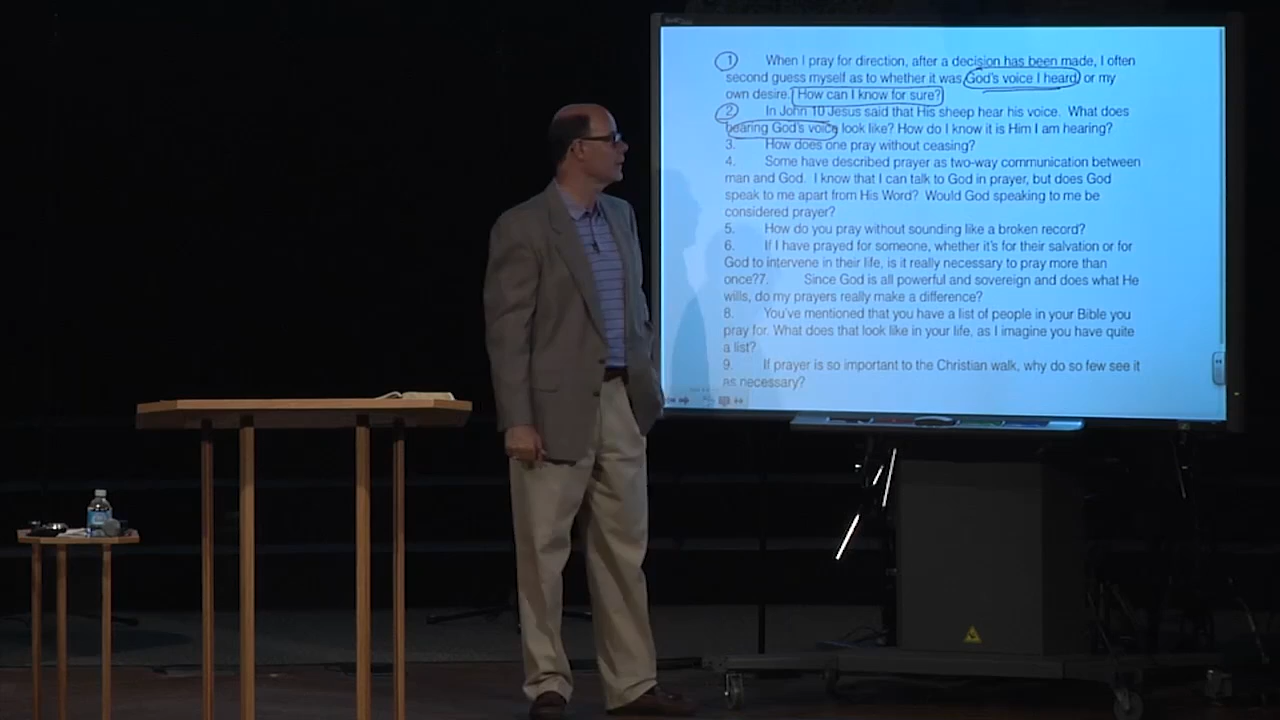 1 When I pray for direction, after a decision has been made, I often
second guess myself as to whether it was God's voice I heard or my
own desire. How can I know for sure?
2 In John 10 Jesus said that His sheep hear his voice. What does
hearing God's voice look like? How do I know it is Him I am hearing?
3. How does one pray without ceasing?
4. Some have described prayer as two-way communication between
man and God. I know that I can talk to God in prayer, but does God
speak to me apart from His Word? Would God speaking to me be
considered prayer?
5. How do you pray without sounding like a broken record?
6. If I have prayed for someone, whether it's for their salvation or for
God to intervene in their life, is it really necessary to pray more than
once?7. Since God is all powerful and sovereign and does what He
wills, do my prayers really make a difference?
8. You've mentioned that you have a list of people in your Bible you
pray for. What does that look like in your life, as I imagine you have quite
a list?
9. If prayer is so important to the Christian walk, why do so few see it
as necessary?